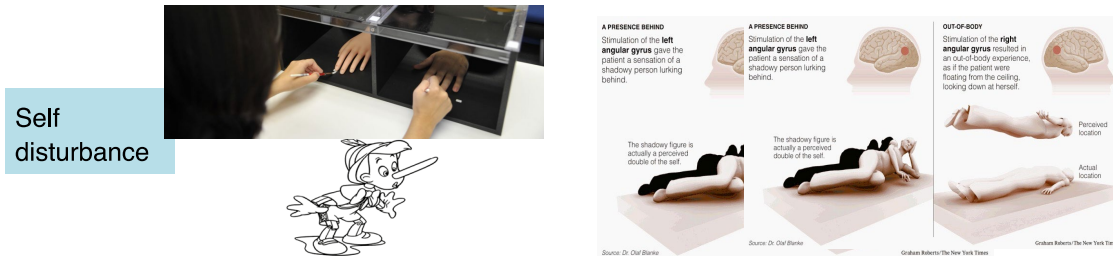 Self
disturbance
A PRESENCE BEHIND
Stimulation of the left
angular gyrus gave the
patient a sensation of a
shadowy person lurking
behind.
The shadowy figure is
actually a perceived
double of the self.
Source: Dr. Olaf Blanke
A PRESENCE BEHIND
Stimulation of the left
angular gyrus gave the
patient a sensation of a
shadowy person lurking
behind.
The shadowy figure is
actually a perceived
double of the self.
Source: Dr. Olaf Blanke
OUT-OF-BODY
Stimulation of the right
angular gyrus resulted in
an out-of-body experience,
as if the patient were
floating from the ceiling,
looking down at herself.
Perceived
location
Actual
location
Graham Roberts/The New York Times
Graham Roberts/The New York Times